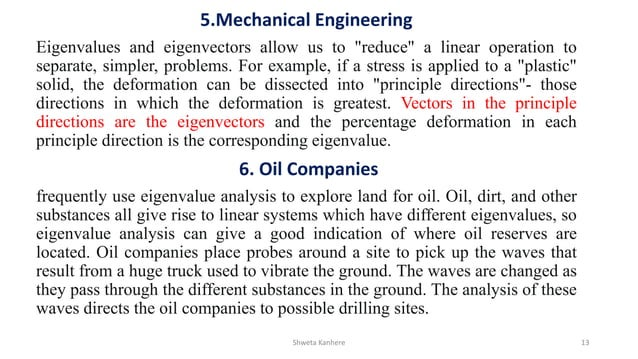 5.Mechanical Engineering
Eigenvalues and eigenvectors allow us to "reduce" a linear operation to
separate, simpler, problems. For example, if a stress is applied to a "plastic"
solid, the deformation can be dissected into "principle directions"- those
directions in which the deformation is greatest. Vectors in the principle
directions are the eigenvectors and the percentage deformation in each
principle direction is the corresponding eigenvalue.
6. Oil Companies
frequently use eigenvalue analysis to explore land for oil. Oil, dirt, and other
substances all give rise to linear systems which have different eigenvalues, so
eigenvalue analysis can give a good indication of where oil reserves are
located. Oil companies place probes around a site to pick up the waves that
result from a huge truck used to vibrate the ground. The waves are changed as
they pass through the different substances in the ground. The analysis of these
waves directs the oil companies to possible drilling sites.
Shweta Kanhere 13